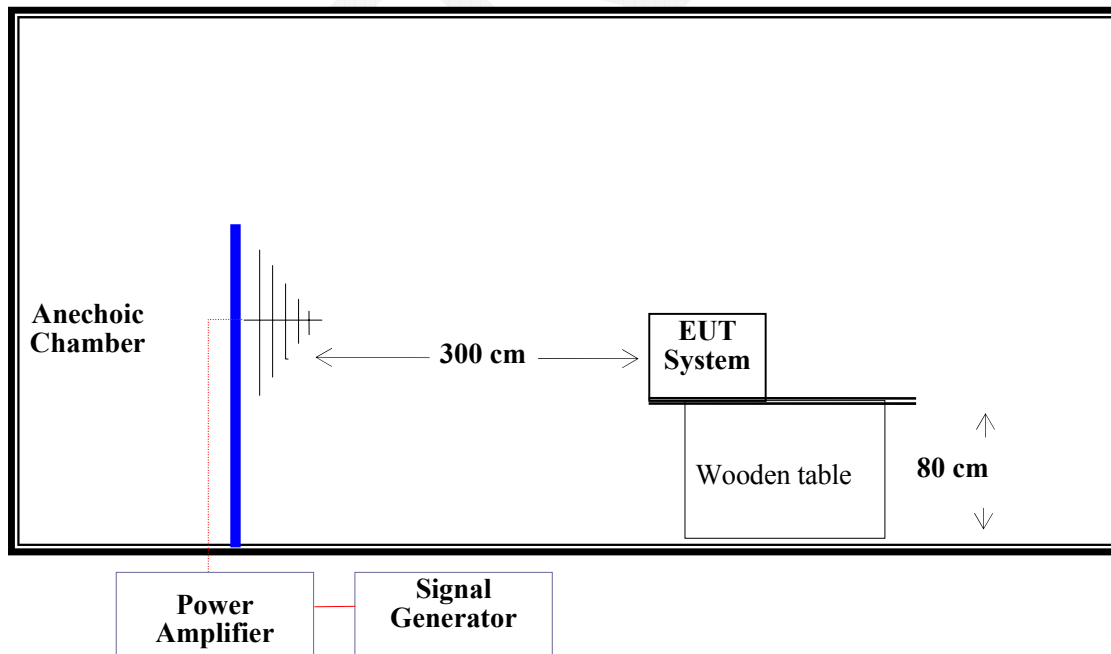 Anechoic
Chamber
300 cm
EUT
System
Wooden table
80 cm
Power
Amplifier
Signal
Generator